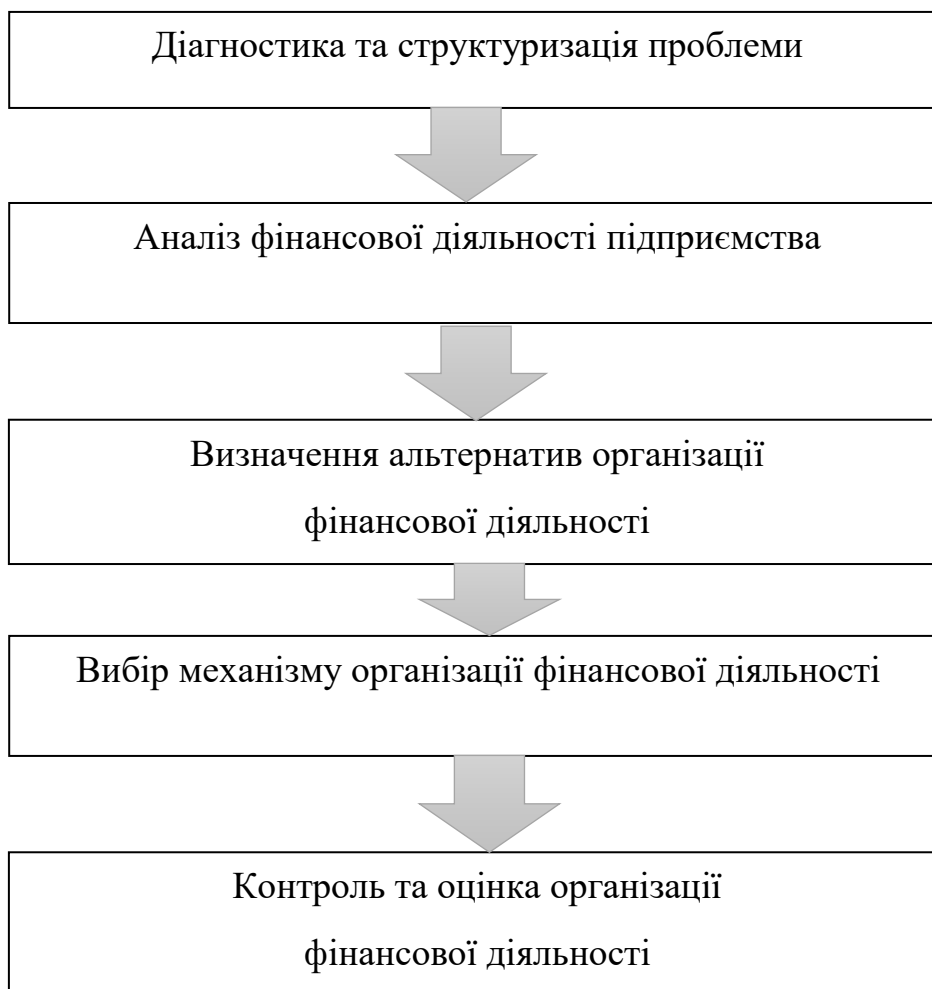 Діагностика та структуризація проблеми
Аналіз фінансової діяльності підприємства
Визначення альтернатив організації
фінансової діяльності
Вибір механізму організації фінансової діяльності
Контроль та оцінка організації
фінансової діяльності